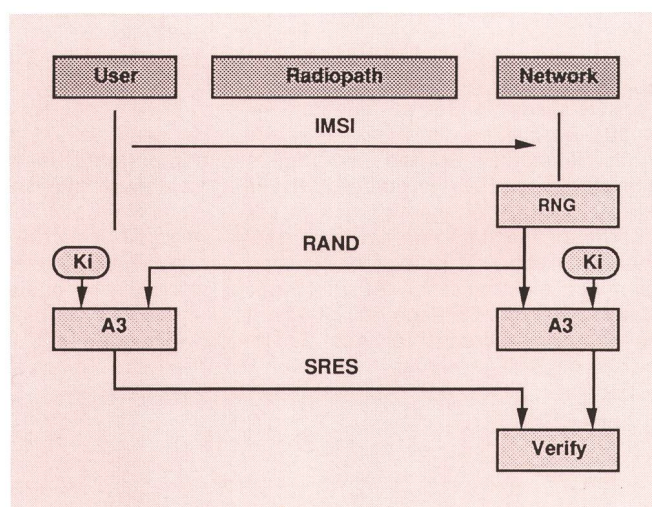 User
Radiopath
Network
IMSI
RNG
RAND
Ki
Ki
A3
A3
SRES
Verify